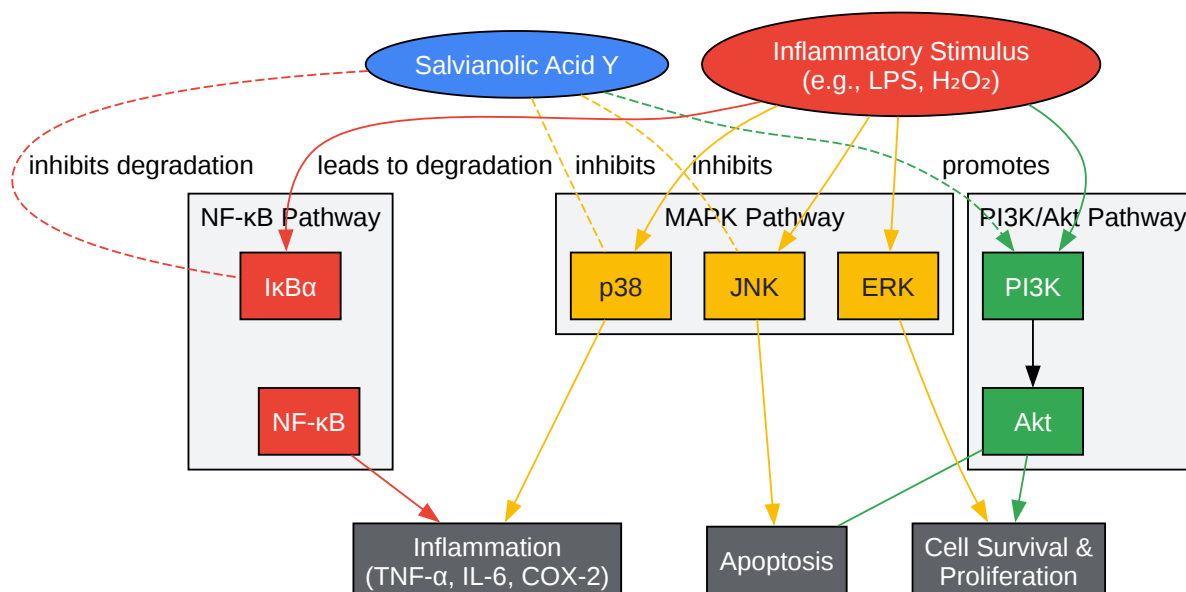 Salvianolic Acid Y
Inflammatory Stimulus
(e.g., LPS, H₂O₂)
inhibits degradation
leads to degradation
inhibits
inhibits
promotes
NF-κB Pathway
MAPK Pathway
PI3K/Akt Pathway
IκBα
p38
JNK
ERK
PI3K
NF-κB
Akt
Inflammation
(TNF-α, IL-6, COX-2)
Apoptosis
Cell Survival &
Proliferation